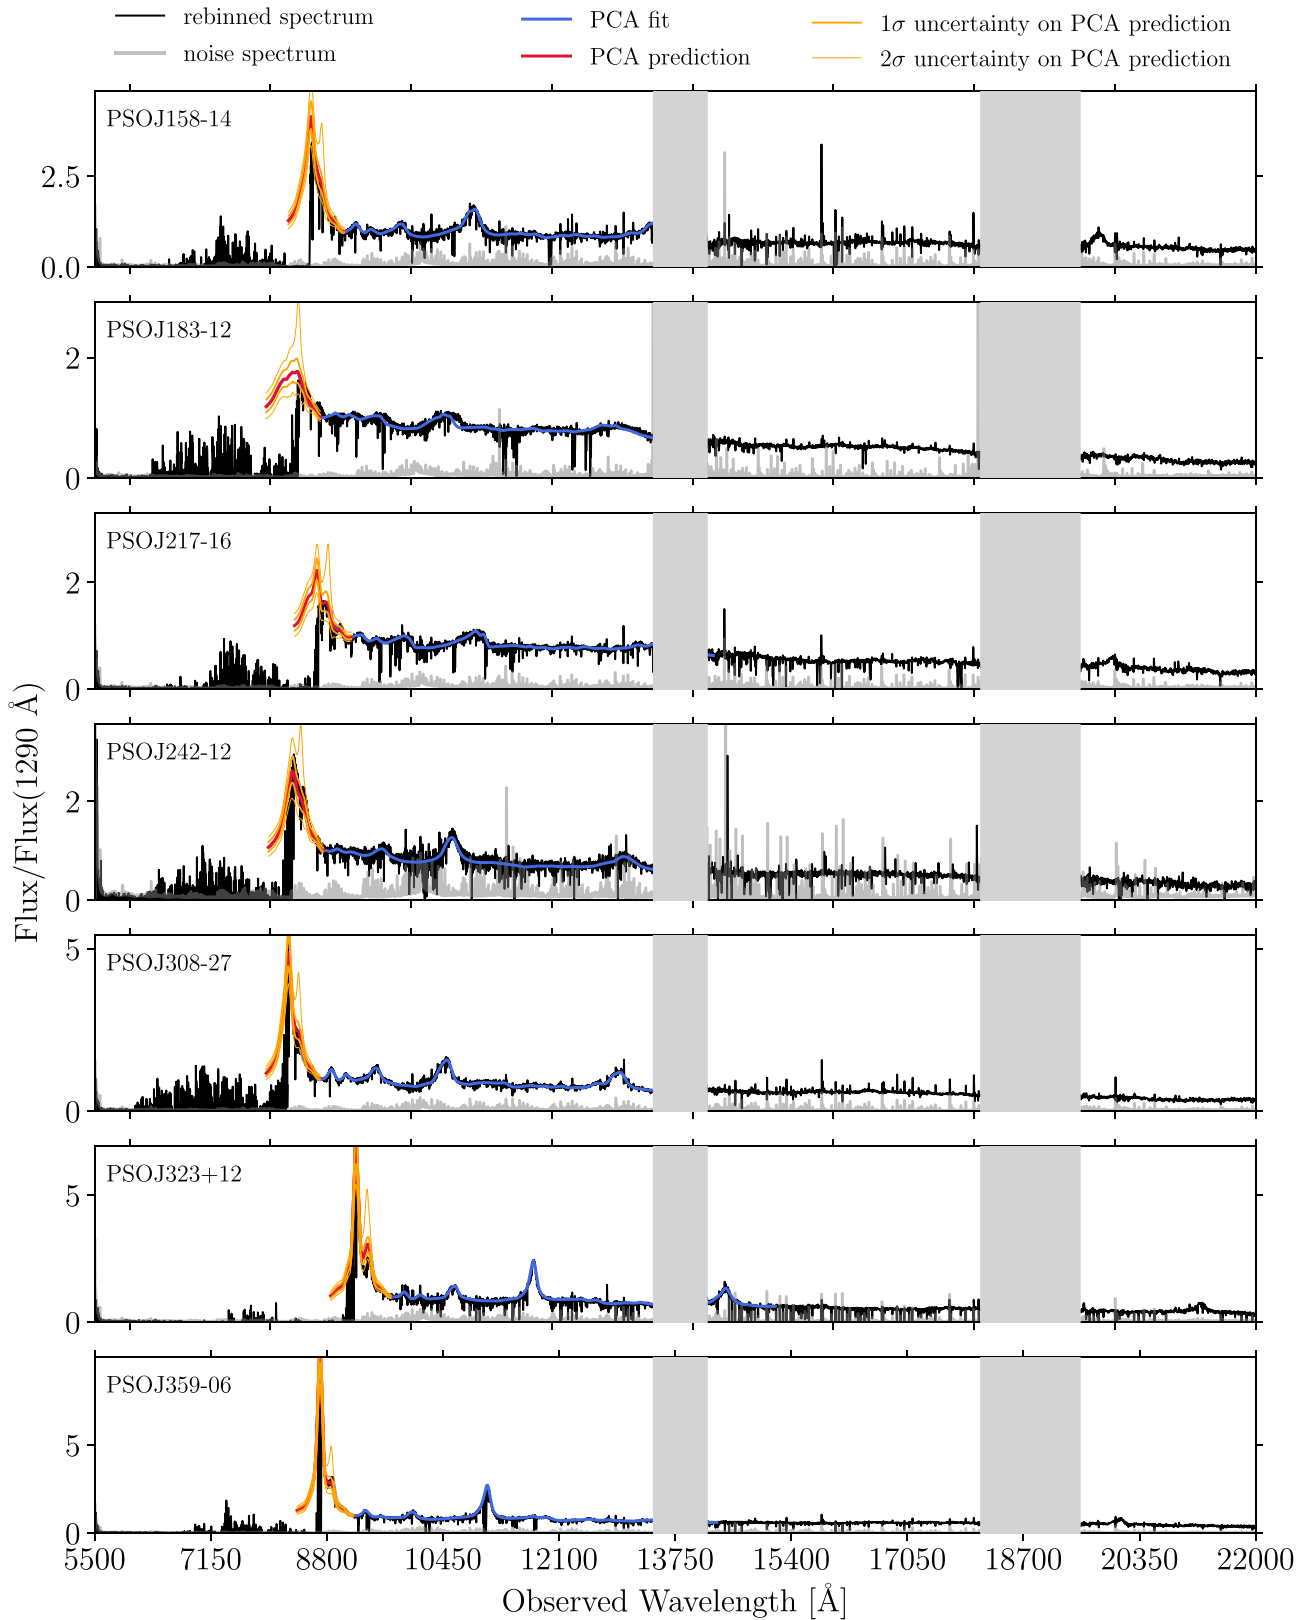 rebinned spectrum
noise spectrum
PCA fit
PCA prediction
1σ uncertainty on PCA prediction
2σ uncertainty on PCA prediction
Flux/Flux(1290 Å)
PSOJ158-14
2.5
0.0
PSOJ183-12
2
0
PSOJ217-16
2
0
PSOJ242-12
2
0
PSOJ308-27
5
0
PSOJ323+12
5
0
PSOJ359-06
5
0
5500 7150 8800 10450 12100 13750 15400 17050 18700 20350 22000
Observed Wavelength [Å]